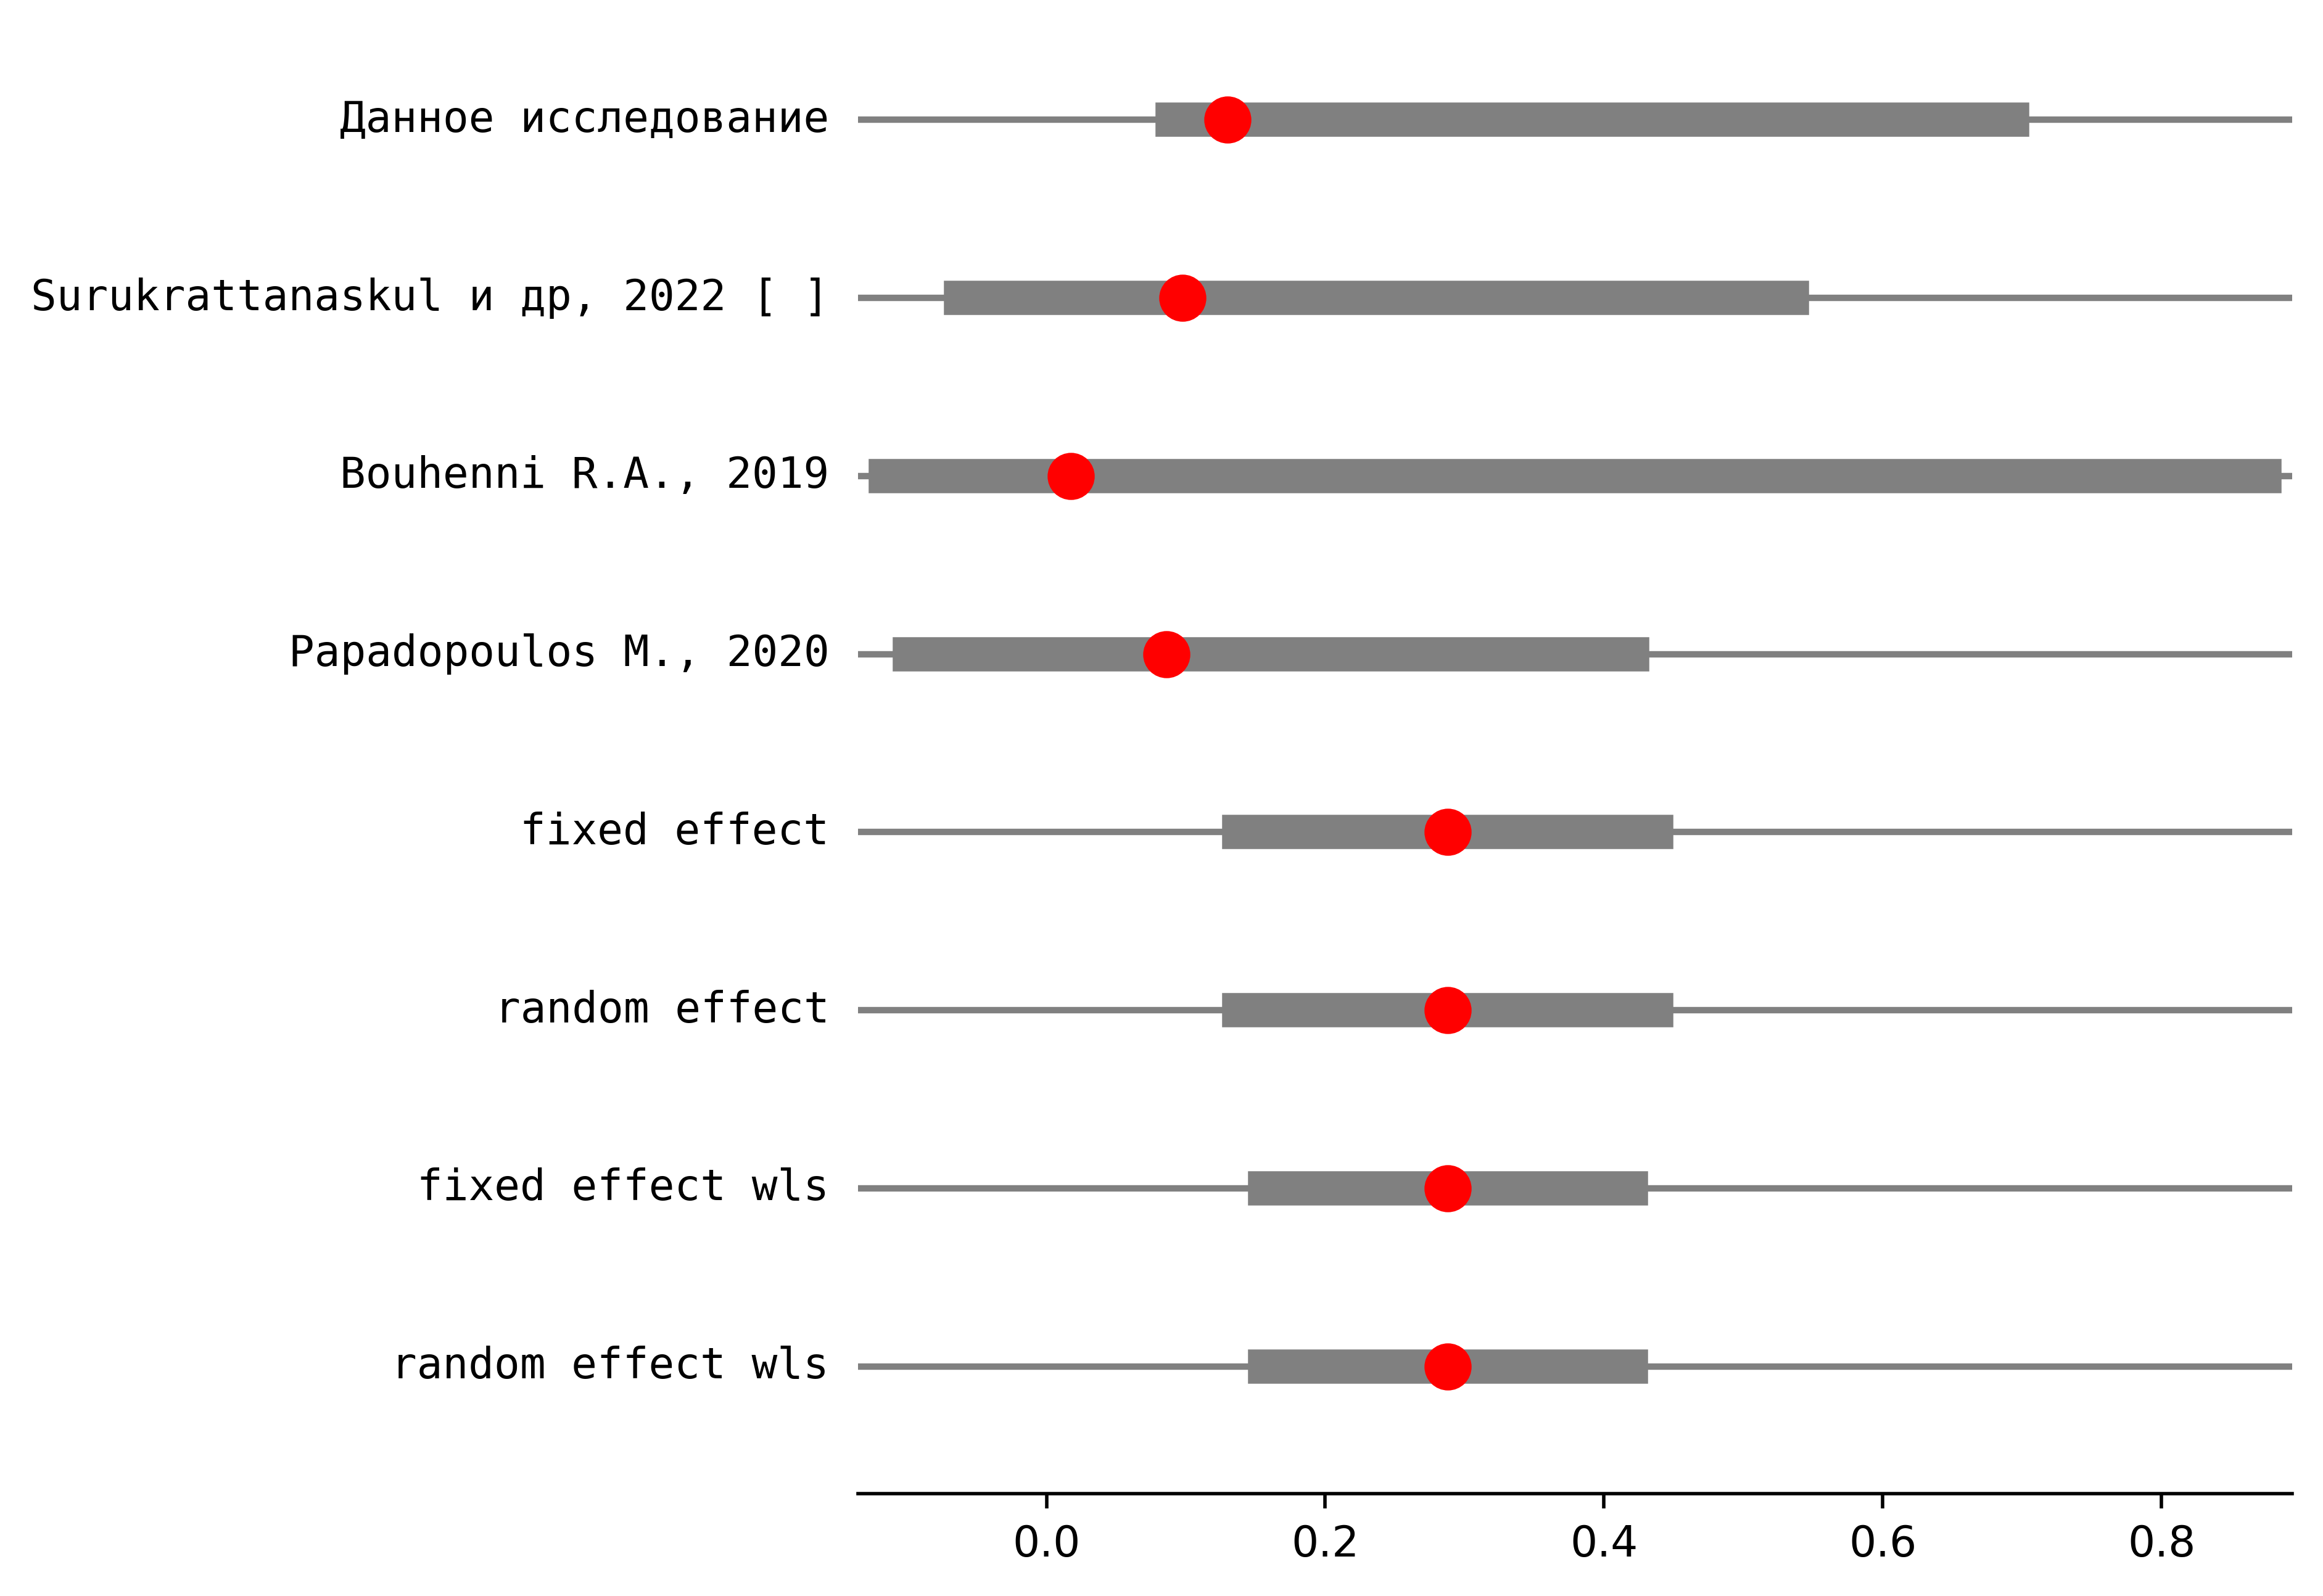 Данное исследование
Surukrattanaskul и др, 2022 [ ]
Bouhenni R.A., 2019
Papadopoulos M., 2020
fixed effect
random effect
fixed effect wls
random effect wls
0.0 0.2 0.4 0.6 0.8